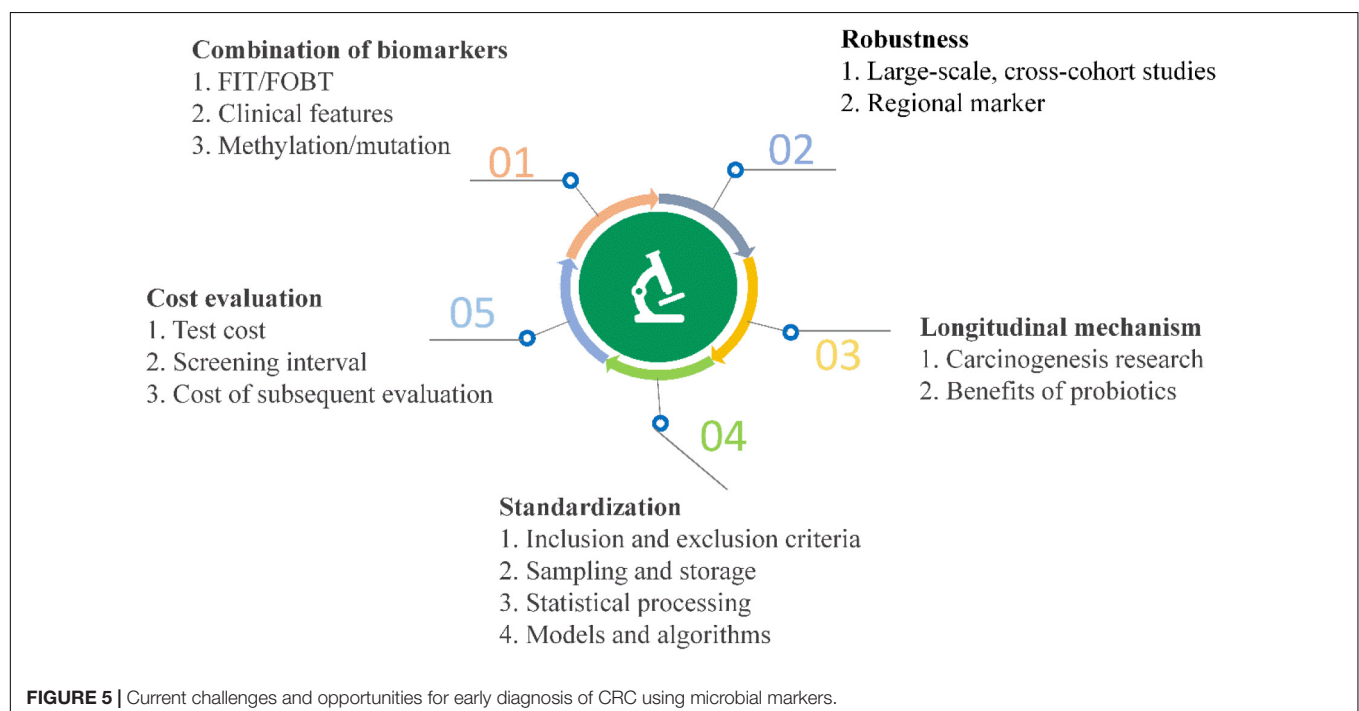 Combination of biomarkers
1. FIT/FOBT
2. Clinical features
3. Methylation/mutation
01
Robustness
1. Large-scale, cross-cohort studies
2. Regional marker
02
Longitudinal mechanism
1. Carcinogenesis research
2. Benefits of probiotics
03
Standardization
1. Inclusion and exclusion criteria
2. Sampling and storage
3. Statistical processing
4. Models and algorithms
04
Cost evaluation
1. Test cost
2. Screening interval
3. Cost of subsequent evaluation
05
FIGURE 5 | Current challenges and opportunities for early diagnosis of CRC using microbial markers.